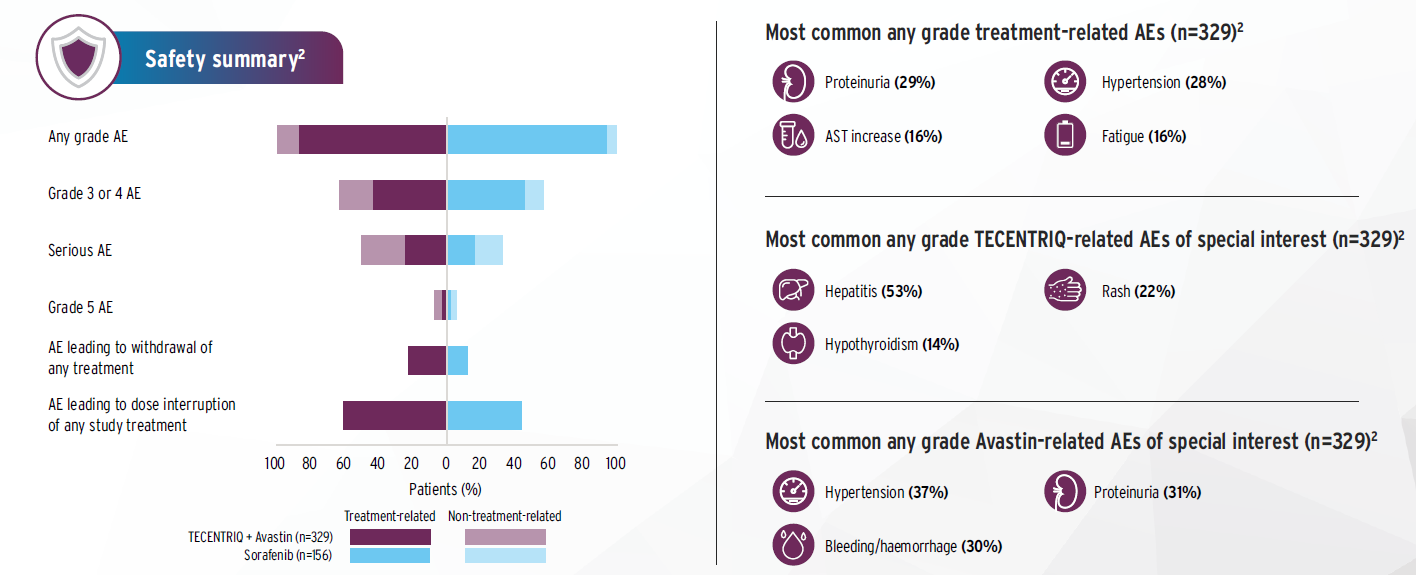 Safety summary²
Any grade AE
Grade 3 or 4 AE
Serious AE
Grade 5 AE
AE leading to withdrawal of
any treatment
AE leading to dose interruption
of any study treatment
100 80 60 40 20 0 20 40 60 80 100
Patients (%)
Treatment-related Non-treatment-related
TECENTRIQ + Avastin (n=329)
Sorafenib (n=156)
Most common any grade treatment-related AEs (n=329)²
Proteinuria (29%) Hypertension (28%)
AST increase (16%) Fatigue (16%)
Most common any grade TECENTRIQ-related AEs of special interest (n=329)²
Hepatitis (53%) Rash (22%)
Hypothyroidism (14%)
Most common any grade Avastin-related AEs of special interest (n=329)²
Hypertension (37%) Proteinuria (31%)
Bleeding/haemorrhage (30%)